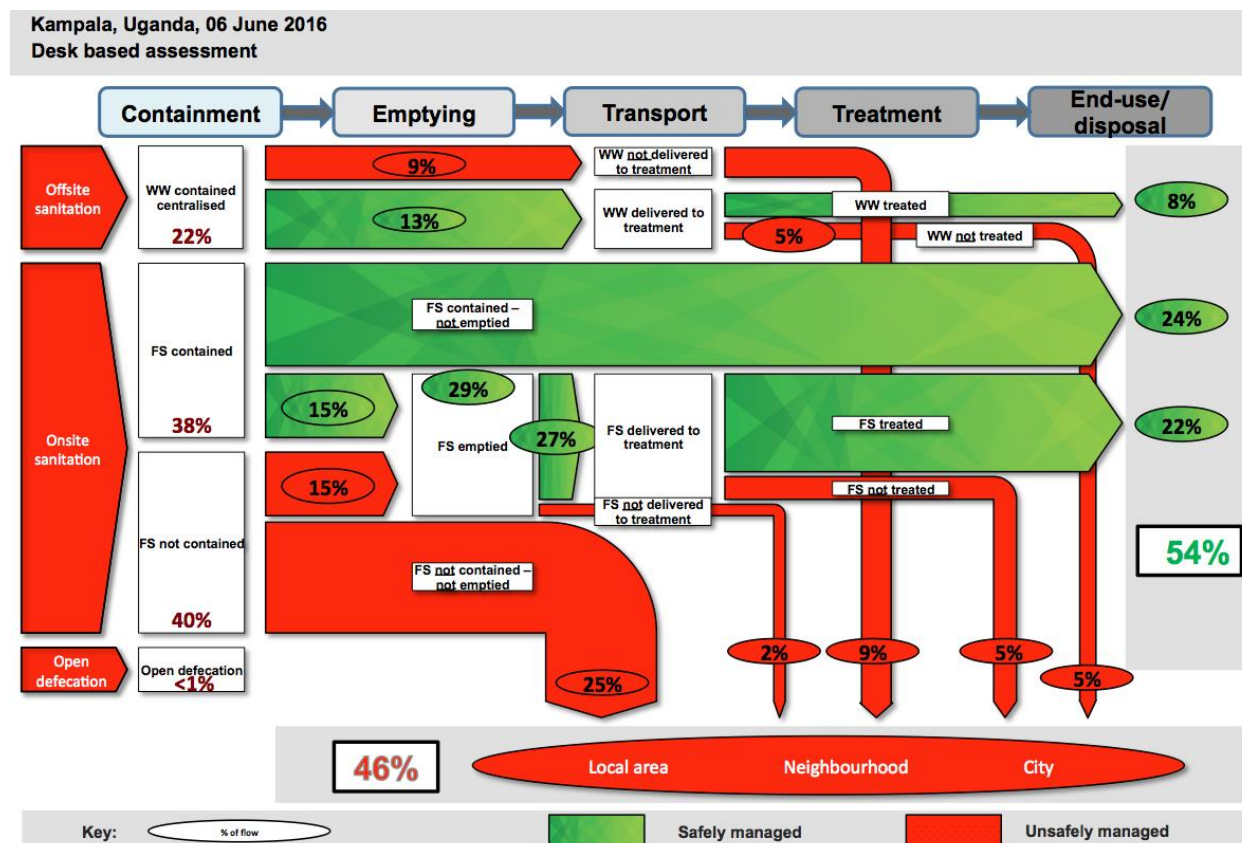 Kampala, Uganda, 06 June 2016
Desk based assessment
Containment
Emptying
Transport
Treatment
End-use/
disposal
Offsite
sanitation
WW contained
centralised
22%
9%
WW not delivered
to treatment
13%
WW delivered to
treatment
WW treated
8%
5%
WW not treated
Onsite
sanitation
FS contained
38%
FS contained –
not emptied
24%
15%
29%
FS emptied
27%
FS delivered to
treatment
FS treated
22%
15%
FS not delivered
to treatment
FS not treated
FS not contained
40%
FS not contained –
not emptied
54%
Open
defecation
Open defecation
<1%
25%
2%
9%
5%
5%
46%
Local area
Neighbourhood
City
Key:
% of flow
Safely managed
Unsafely managed